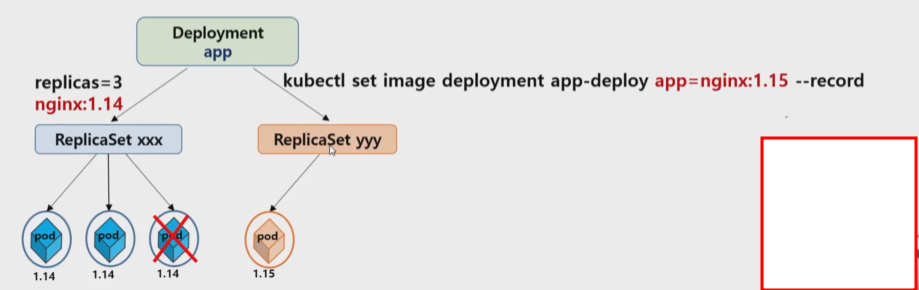 Deployment
app
replicas=3
nginx:1.14
kubectl set image deployment app-deploy app=nginx:1.15 --record
ReplicaSet xxx
ReplicaSet yyy
pod
pod
pod
pod
1.14
1.14
1.14
1.15